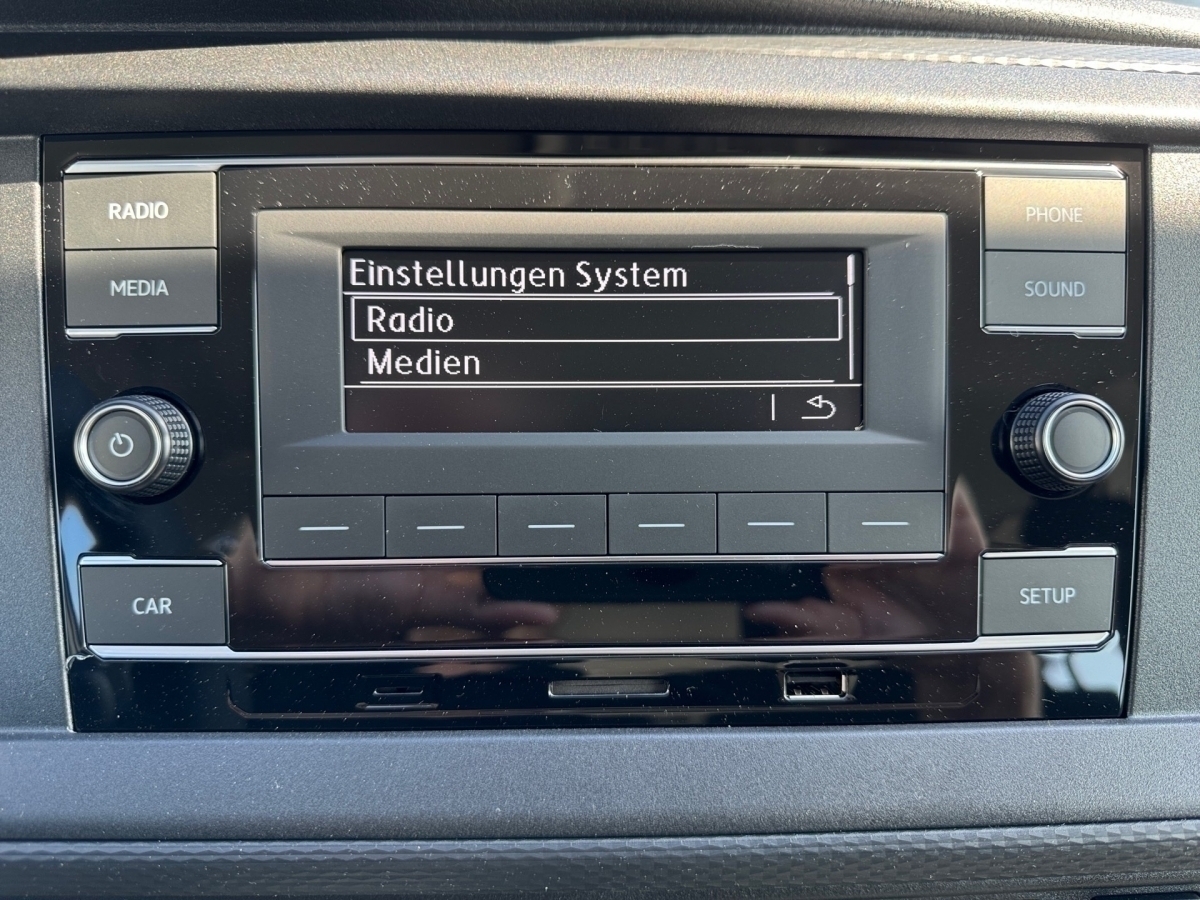 RADIO
MEDIA
Einstellungen System
Radio
Medien
PHONE
SOUND
CAR
SETUP